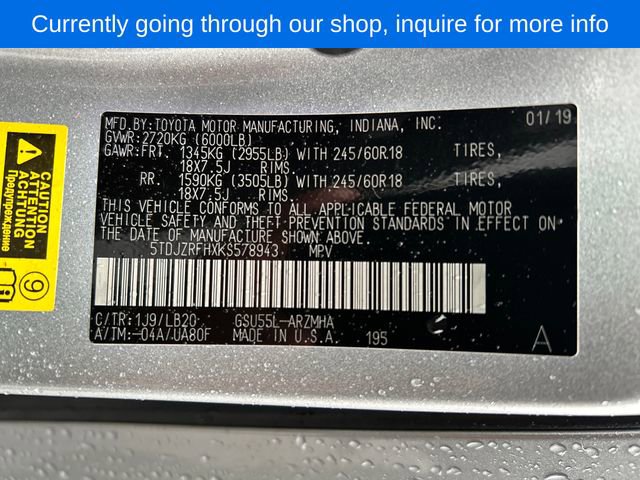 Currently going through our shop, inquire for more info
MFD.BY:TOYOTA MOTOR MANUFACTURING, INDIANA, INC. 01/19
GVWR:2720KG (6000LB)
GAWR:FRT. 1345KG (2955LB) WITH 245/60R18 TIRES,
18X7.5J RIMS.
RR. 1590KG (3505LB) WITH 245/60R18 TIRES,
18X7.5J RIMS.
THIS VEHICLE CONFORMS TO ALL APPLICABLE FEDERAL MOTOR
VEHICLE SAFETY AND THEFT PREVENTION STANDARDS IN EFFECT ON
THE DATE OF MANUFACTURE SHOWN ABOVE.
5TDJZRFHXKS578943 MPV
C/TR:1J9/LB20 GSU55L-ARZMHA
A/TM:-04A/UA80F MADE IN U.S.A. 195 A
CAUTION
ATTENTION
ACHTUNG
Предупреждение
9